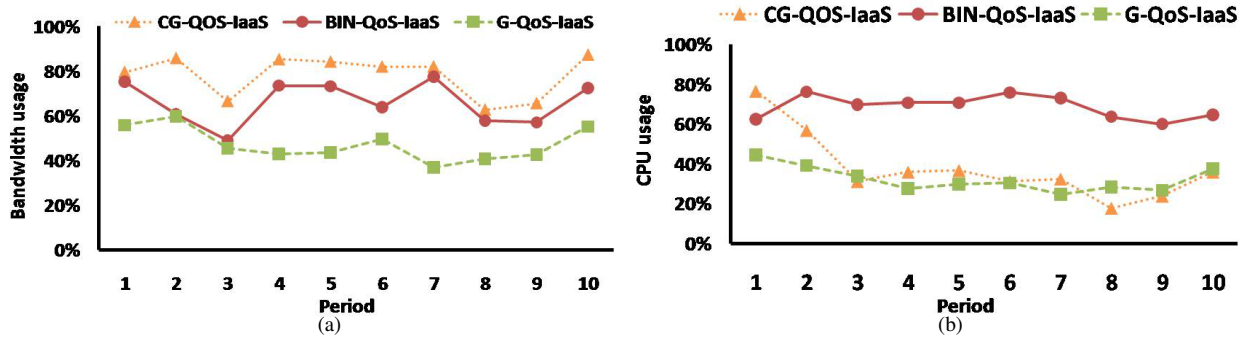 CG-QOS-IaaS BIN-QoS-IaaS G-QoS-IaaS
100%
80%
60%
40%
20%
0%
Bandwidth usage
1 2 3 4 5 6 7 8 9 10
Period
(a)
CG-QOS-IaaS BIN-QoS-IaaS G-QoS-IaaS
100%
80%
60%
40%
20%
0%
CPU usage
1 2 3 4 5 6 7 8 9 10
Period
(b)